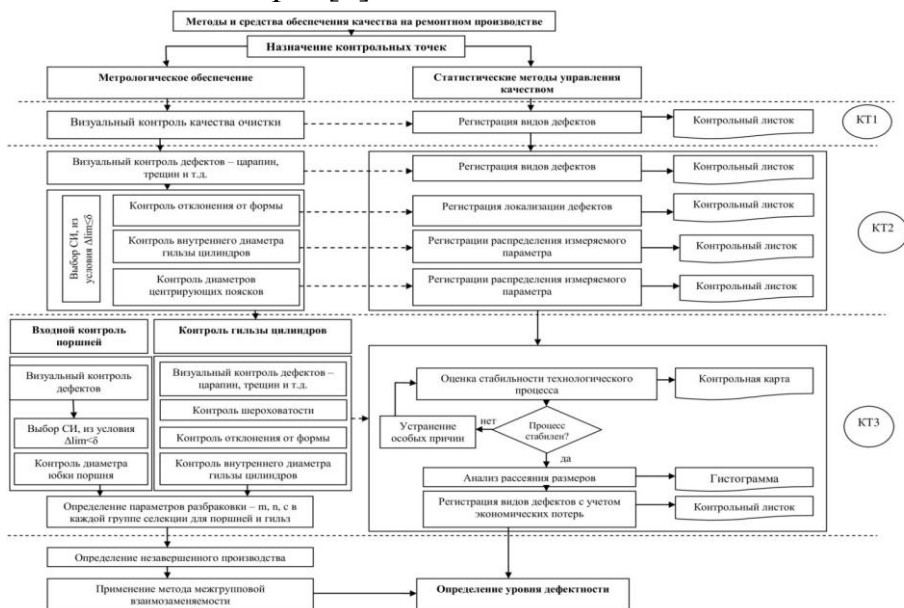 Методы и средства обеспечения качества на ремонтном производстве
Назначение контрольных точек
Метрологическое обеспечение
Статистические методы управления
качеством
Визуальный контроль качества очистки
Регистрация видов дефектов
Контрольный листок
КТ1
Визуальный контроль дефектов – царапин,
трещин и т.д.
Регистрация видов дефектов
Контрольный листок
Выбор СИ, из
условия Δlim≤δ
Контроль отклонения от формы
Регистрация локализации дефектов
Контрольный листок
КТ2
Контроль внутреннего диаметра
гильзы цилиндров
Регистрации распределения измеряемого
параметра
Контрольный листок
Контроль диаметров
центрирующих поясков
Регистрации распределения измеряемого
параметра
Контрольный листок
Входной контроль
поршней
Контроль гильзы цилиндров
Визуальный контроль
дефектов
Выбор СИ, из условия
Δlim<δ
Контроль диаметра
юбки поршня
Визуальный контроль дефектов –
царапин, трещин и т.д.
Контроль шероховатости
Контроль отклонения от формы
Контроль внутреннего диаметра
гильзы цилиндров
Оценка стабильности технологического
процесса
Контрольная карта
Устранение
особых причин
нет
Процесс
стабилен?
КТ3
да
Анализ рассеяния размеров
Гистограмма
Регистрация видов дефектов с учетом
экономических потерь
Контрольный листок
Определение параметров разбраковки – m, n, c в
каждой группе селекции для поршней и гильз
Определение незавершенного производства
Применение метода межгрупповой
взаимозаменяемости
Определение уровня дефектности